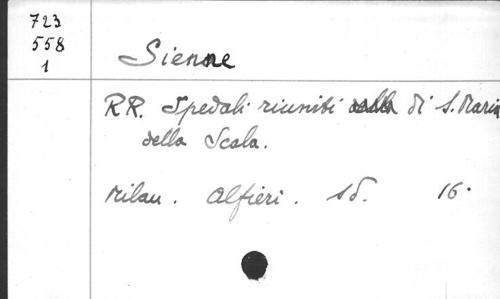 723
558
1
Sienne
RR. Spedali riuniti di S. Maria
della Scala.
Milan. Alfieri. sd. 16°